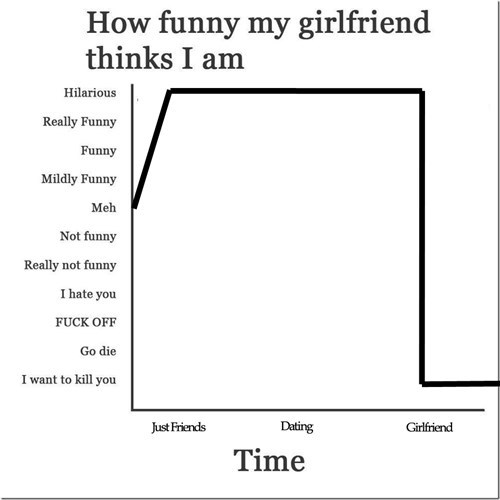 How funny my girlfriend
thinks I am
Hilarious
Really Funny
Funny
Mildly Funny
Meh
Not funny
Really not funny
I hate you
FUCK OFF
Go die
I want to kill you
Just Friends
Dating
Girlfriend
Time